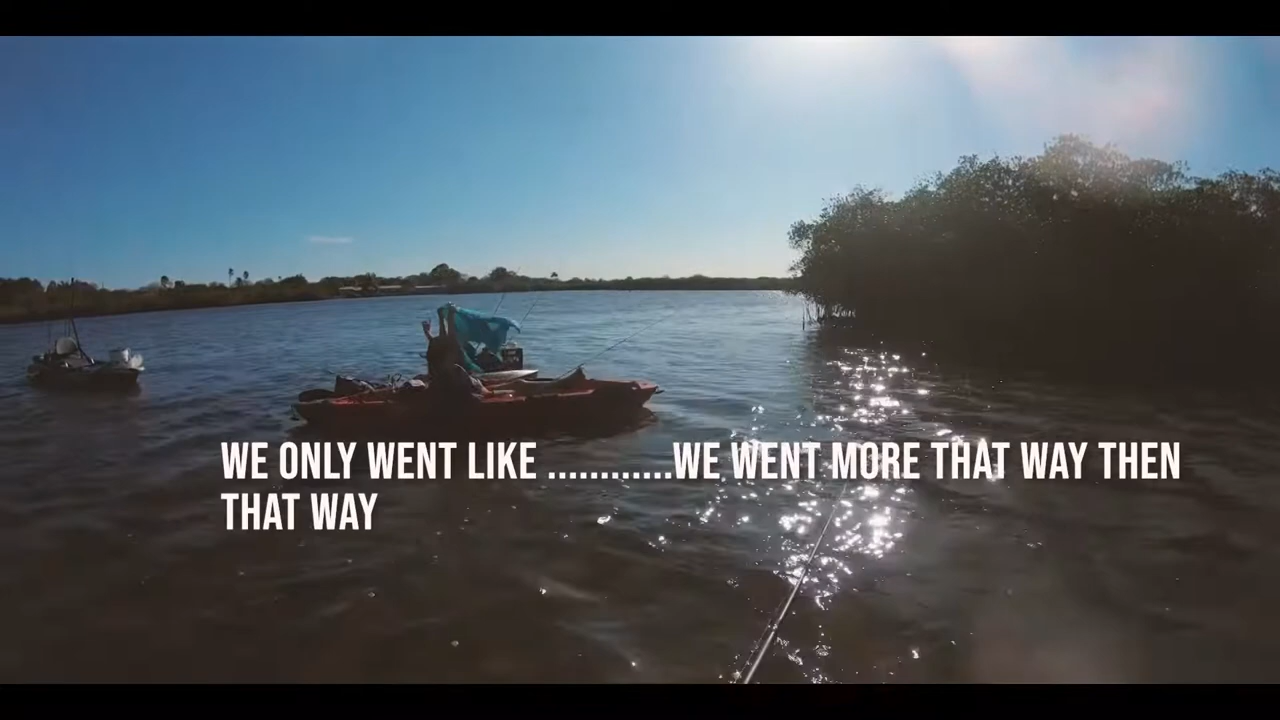 WE ONLY WENT LIKE ............WE WENT MORE THAT WAY THEN
THAT WAY